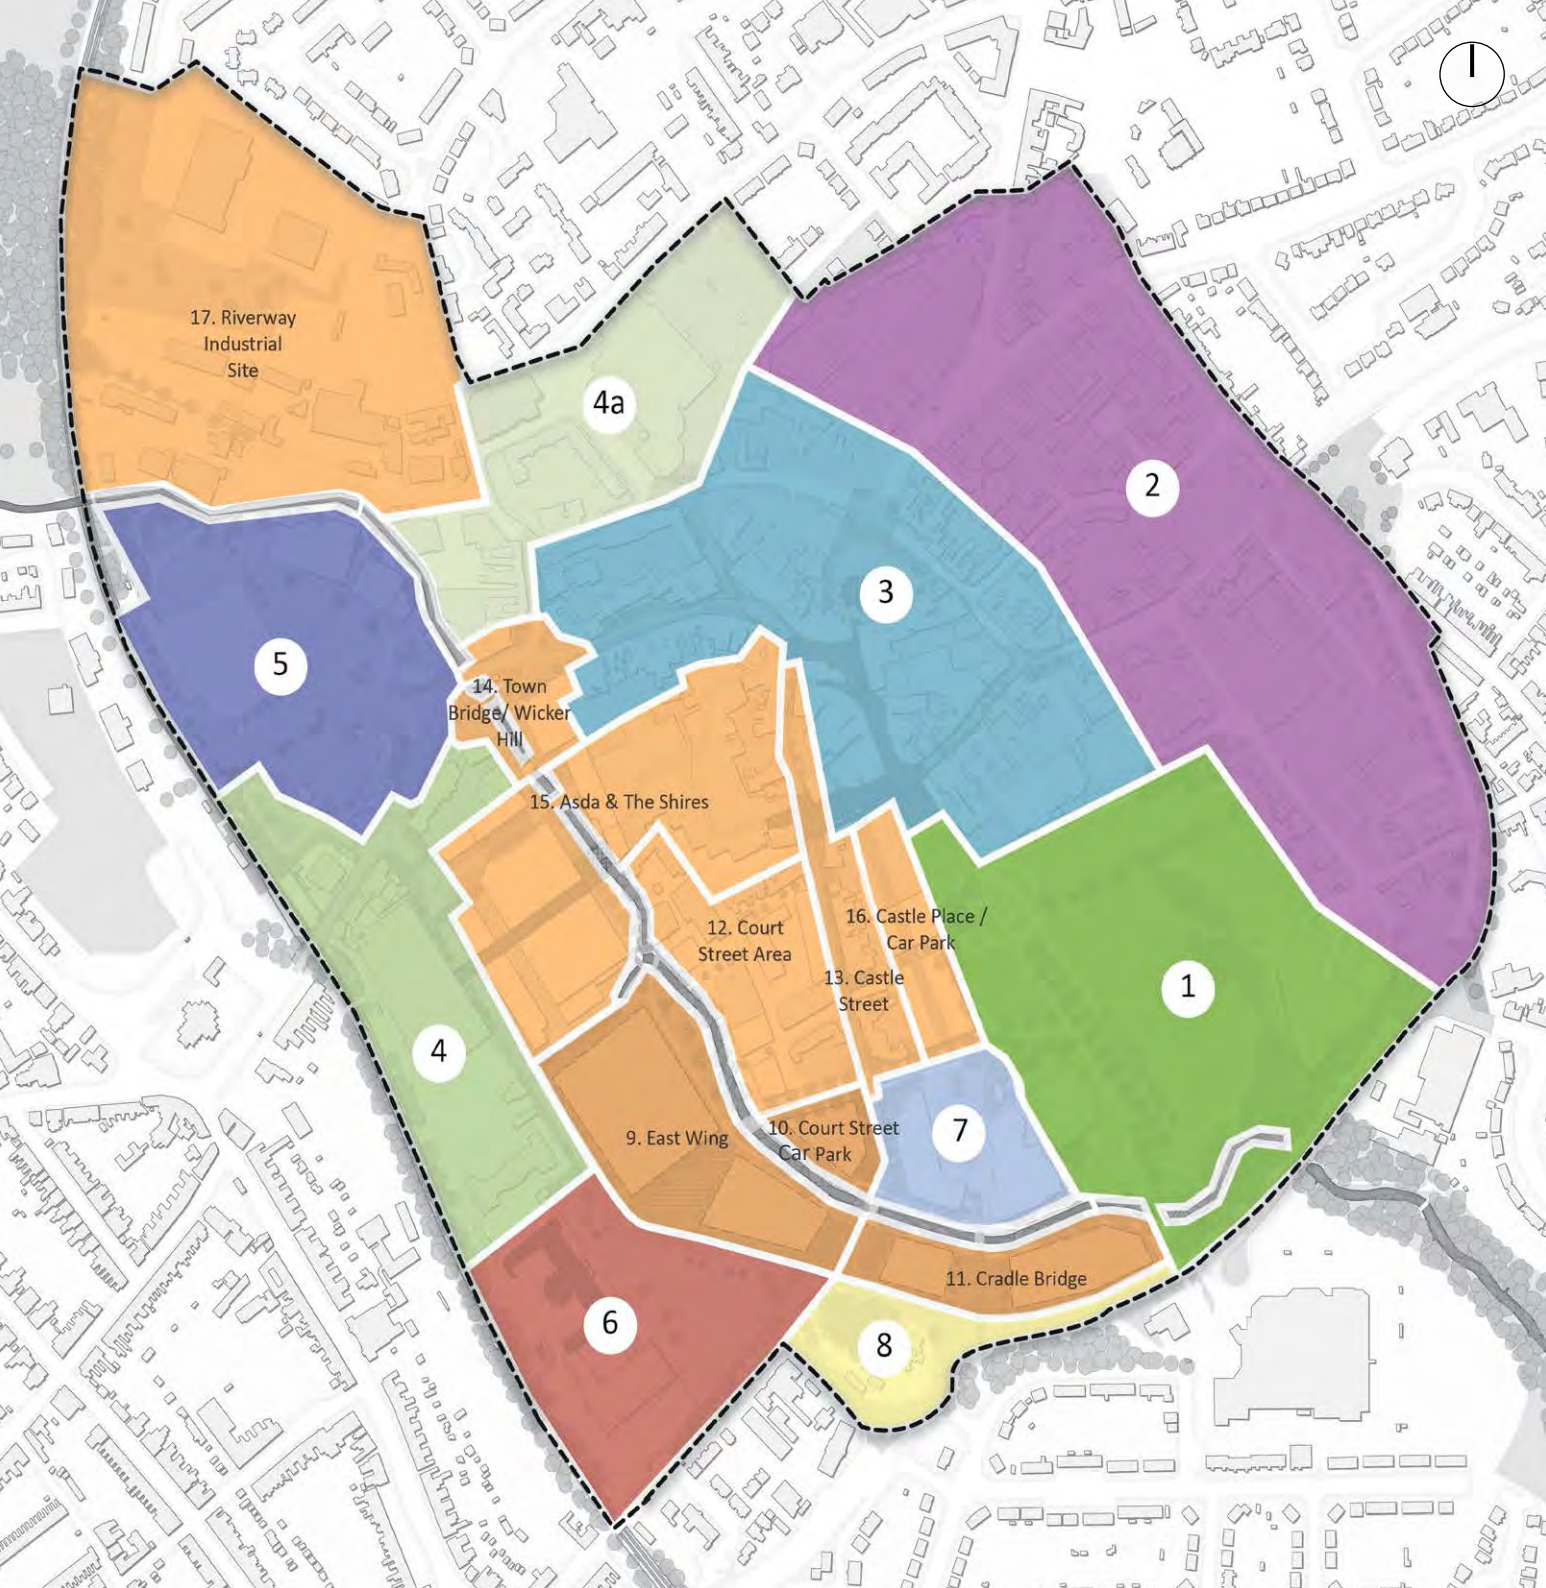 17. Riverway
Industrial
Site
4a
2
3
5
14. Town
Bridge/ Wicker
Hill
15. Asda & The Shires
12. Court
Street Area
16. Castle Place /
Car Park
13. Castle
Street
1
4
9. East Wing
10. Court Street
Car Park
7
11. Cradle Bridge
6
8